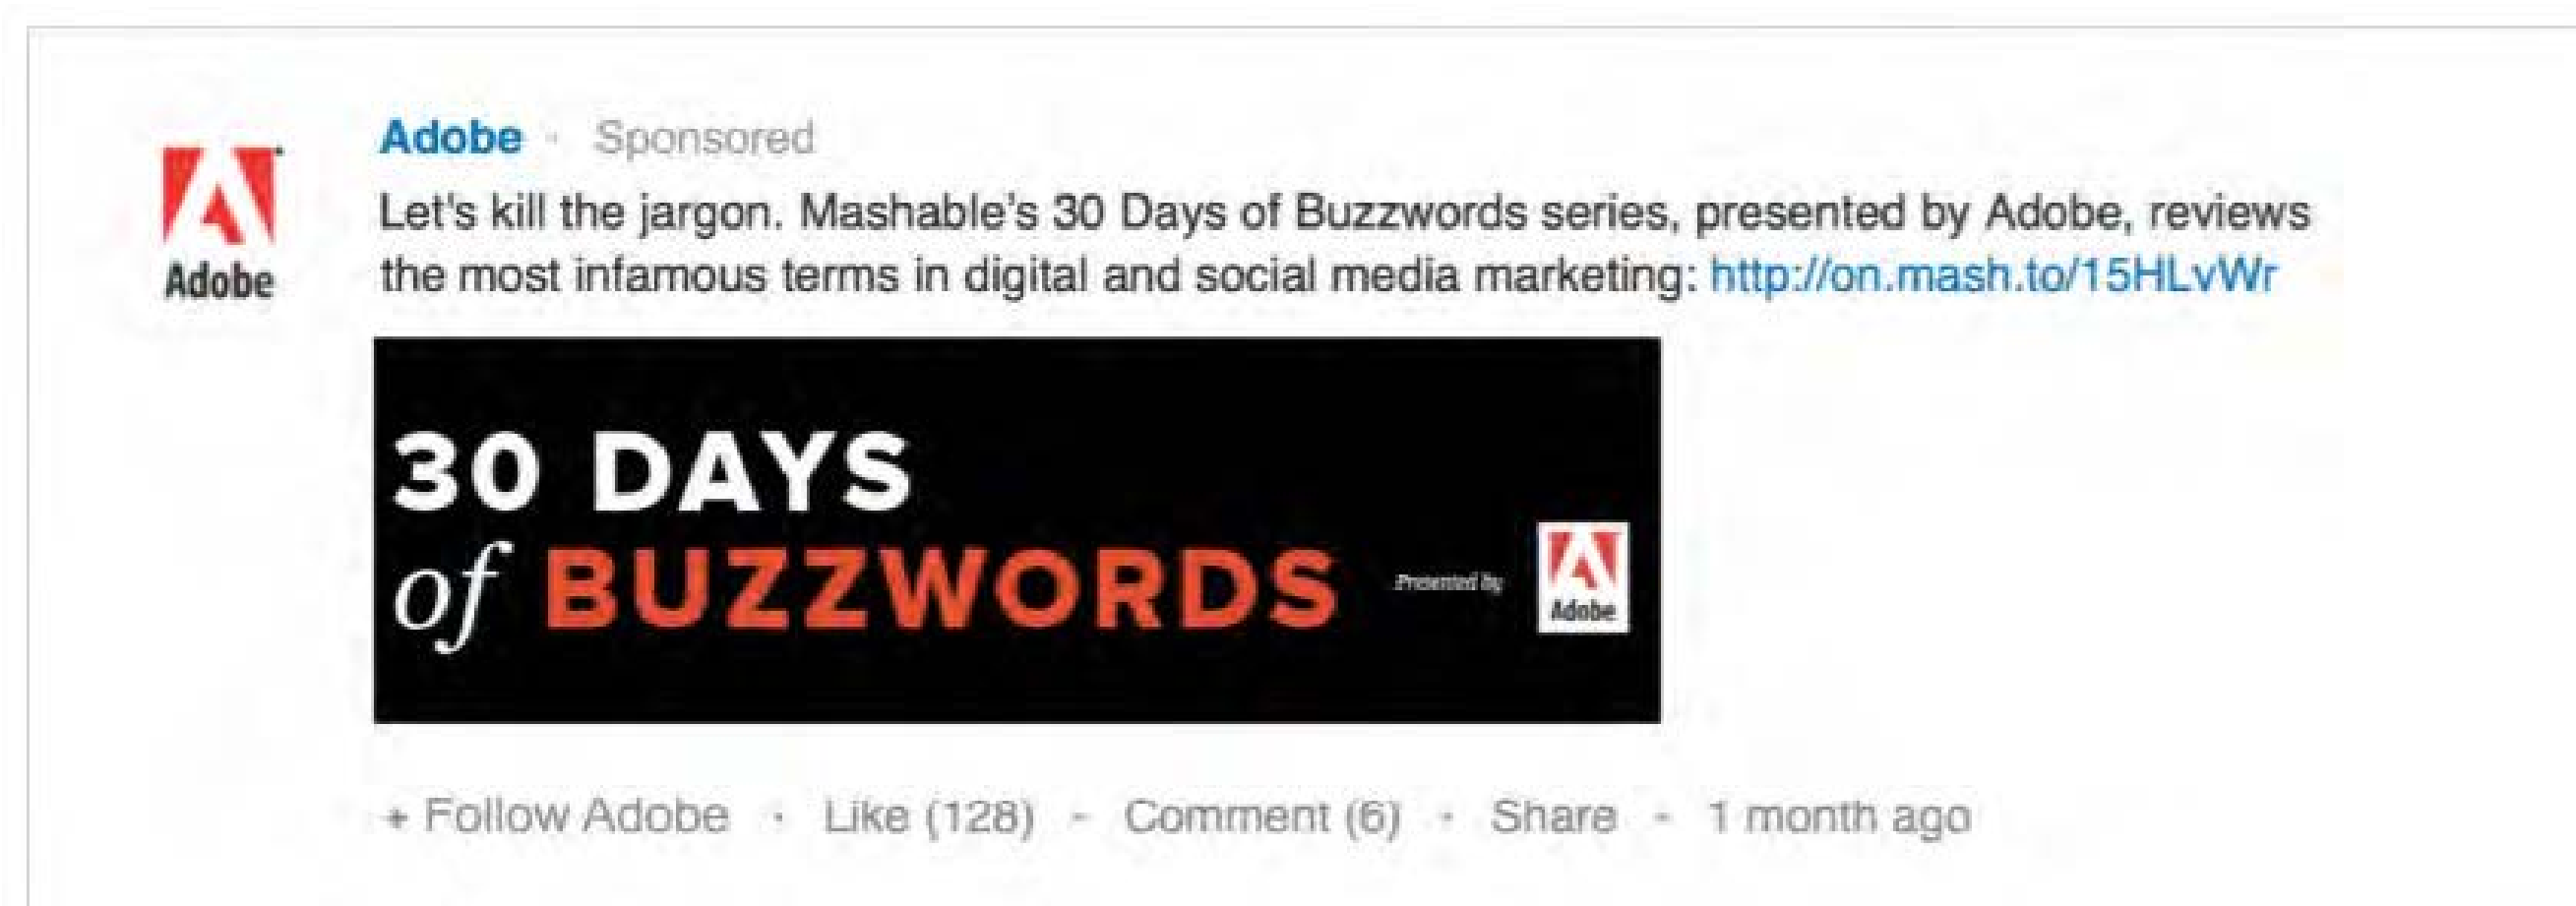 Adobe · Sponsored
Adobe
Let's kill the jargon. Mashable's 30 Days of Buzzwords series, presented by Adobe, reviews
the most infamous terms in digital and social media marketing: http://on.mash.to/15HLvWr
30 DAYS
of BUZZWORDS
Presented by
Adobe
+ Follow Adobe · Like (128) · Comment (6) · Share · 1 month ago